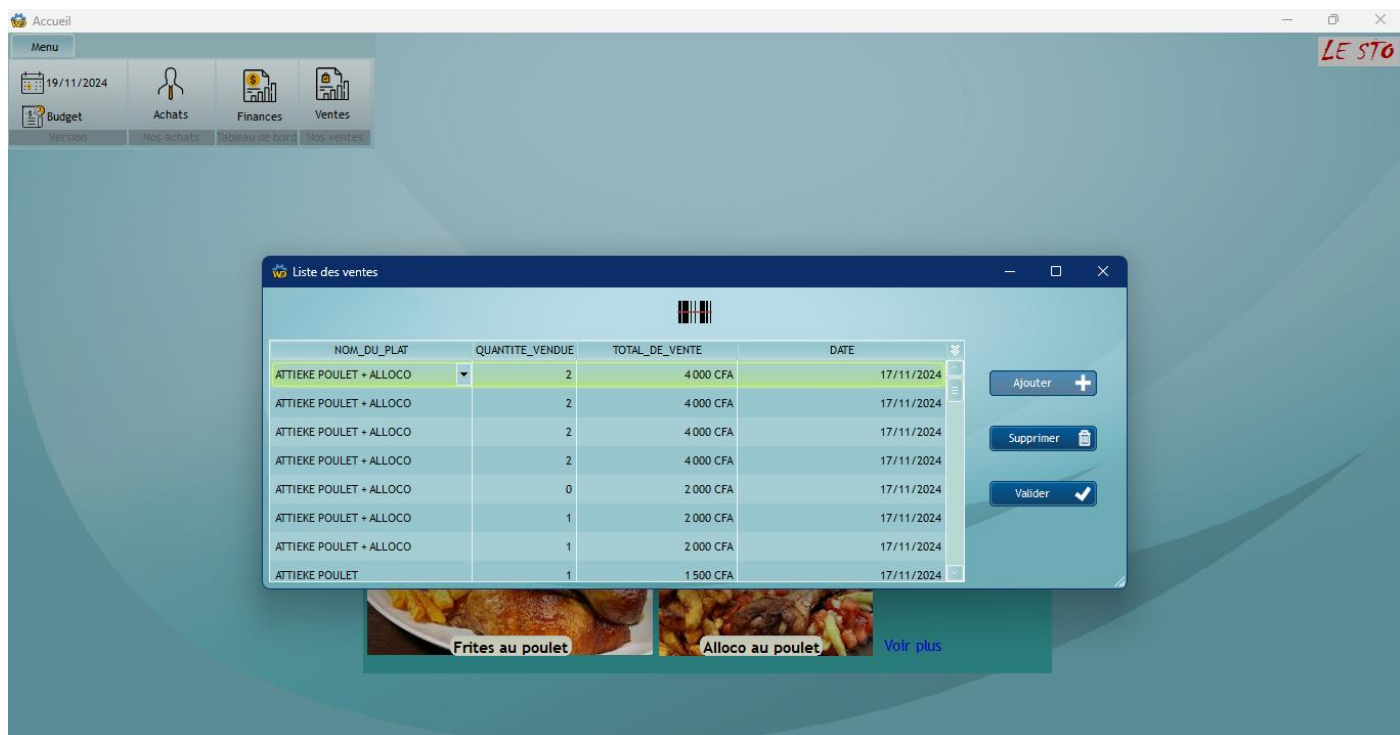 Accueil
Menu
LE STO
19/11/2024
Budget
Achats
Finances
Ventes
Version
Nos achats
Tableau de bord
Nos ventes
Liste des ventes
NOM_DU_PLAT QUANTITE_VENDUE TOTAL_DE_VENTE DATE
ATTIEKE POULET + ALLOCO 2 4 000 CFA 17/11/2024
ATTIEKE POULET + ALLOCO 2 4 000 CFA 17/11/2024
ATTIEKE POULET + ALLOCO 2 4 000 CFA 17/11/2024
ATTIEKE POULET + ALLOCO 2 4 000 CFA 17/11/2024
ATTIEKE POULET + ALLOCO 0 2 000 CFA 17/11/2024
ATTIEKE POULET + ALLOCO 1 2 000 CFA 17/11/2024
ATTIEKE POULET + ALLOCO 1 2 000 CFA 17/11/2024
ATTIEKE POULET 1 1 500 CFA 17/11/2024
Ajouter
Supprimer
Valider
Frites au poulet
Alloco au poulet
Voir plus